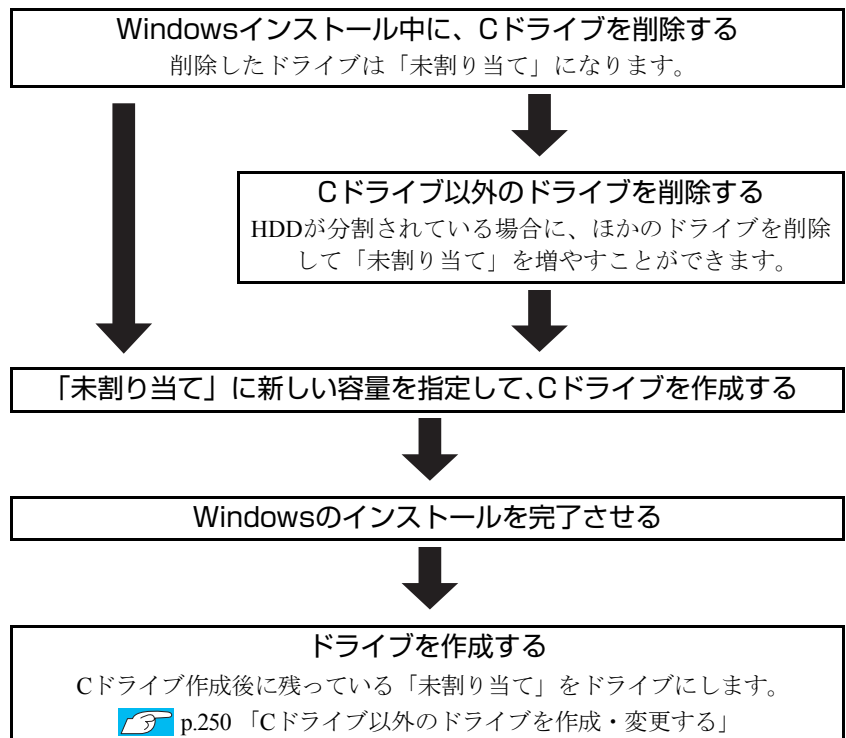 Windowsインストール中に、Cドライブを削除する
削除したドライブは「未割り当て」になります。
Cドライブ以外のドライブを削除する
HDDが分割されている場合に、ほかのドライブを削除
して「未割り当て」を増やすことができます。
「未割り当て」に新しい容量を指定して、Cドライブを作成する
Windowsのインストールを完了させる
ドライブを作成する
Cドライブ作成後に残っている「未割り当て」をドライブにします。
p.250 「Cドライブ以外のドライブを作成・変更する」